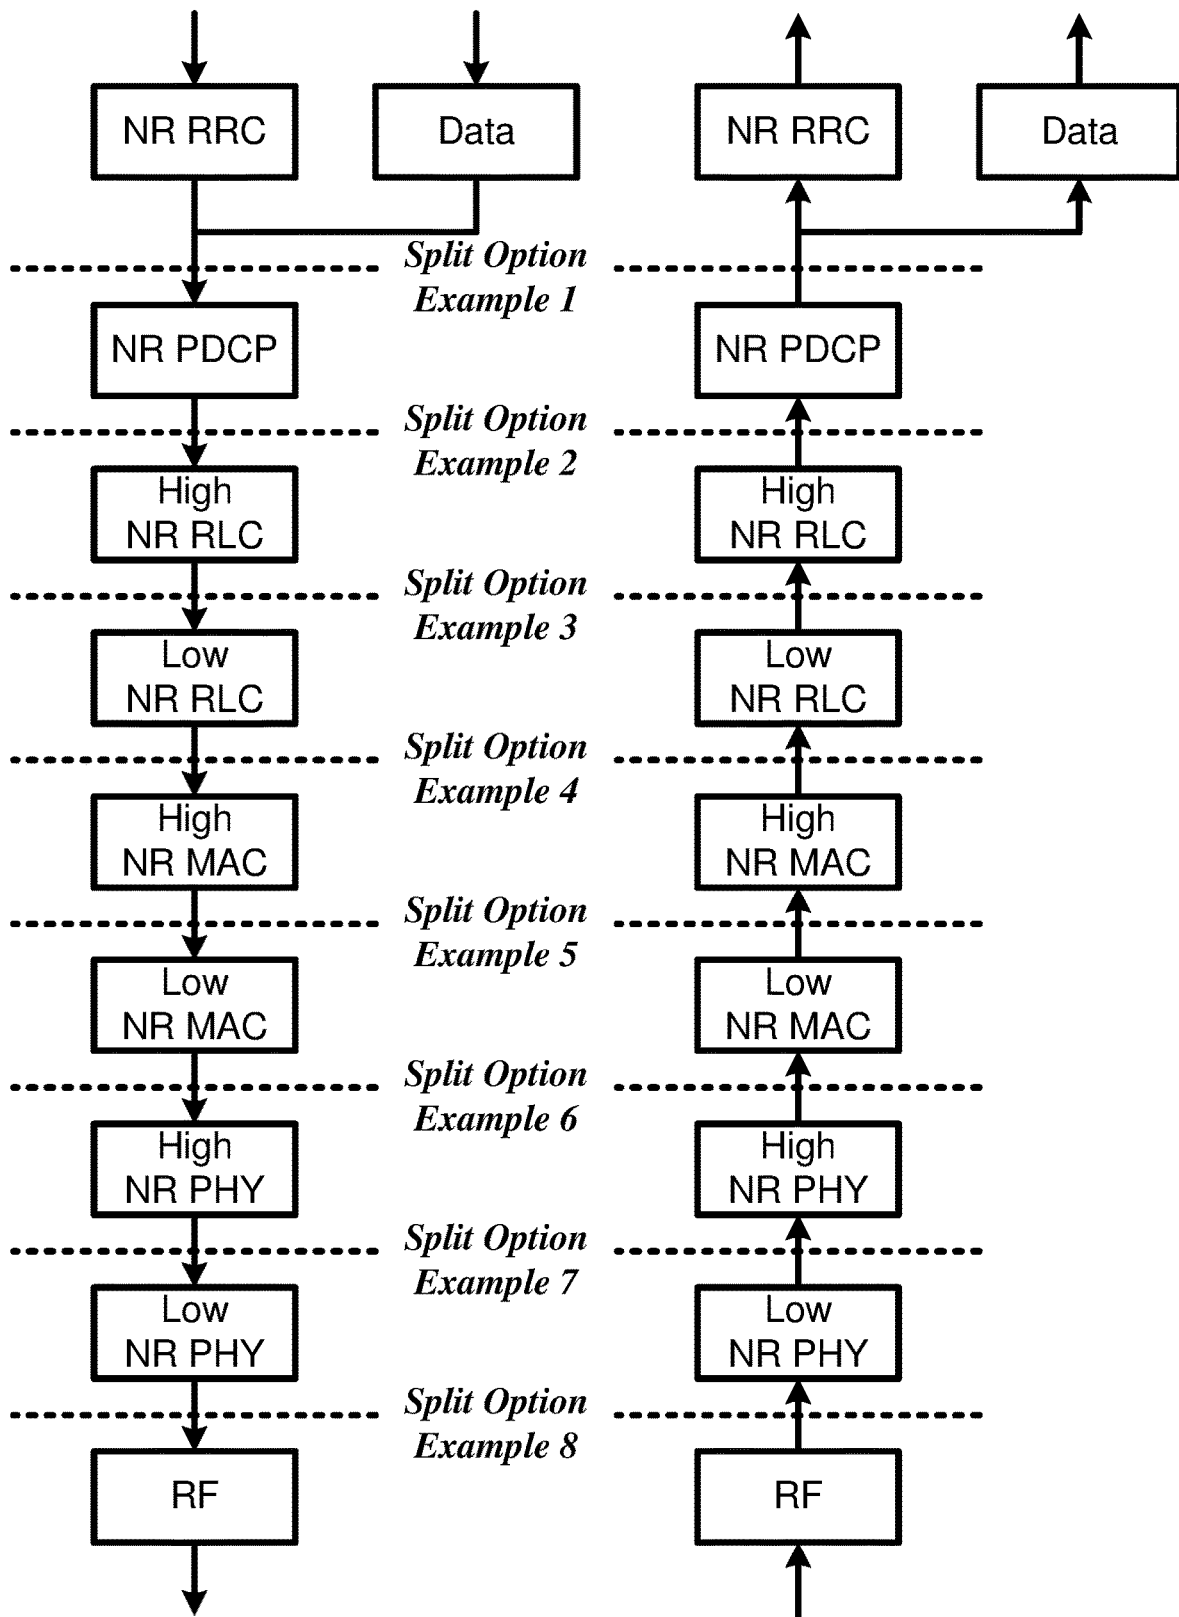 NR RRC
Data
NR RRC
Data
Split Option
Example 1
NR PDCP
NR PDCP
Split Option
Example 2
High
NR RLC
High
NR RLC
Split Option
Example 3
Low
NR RLC
Low
NR RLC
Split Option
Example 4
High
NR MAC
High
NR MAC
Split Option
Example 5
Low
NR MAC
Low
NR MAC
Split Option
Example 6
High
NR PHY
High
NR PHY
Split Option
Example 7
Low
NR PHY
Low
NR PHY
Split Option
Example 8
RF
RF